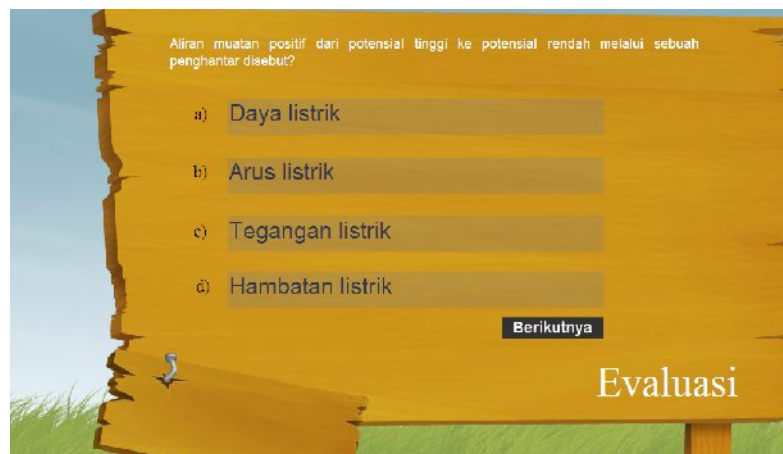 Aliran muatan positif dari potensial tinggi ke potensial rendah melalui sebuah
penghantar disebut?
a) Daya listrik
b) Arus listrik
c) Tegangan listrik
d) Hambatan listrik
Berikutnya
Evaluasi